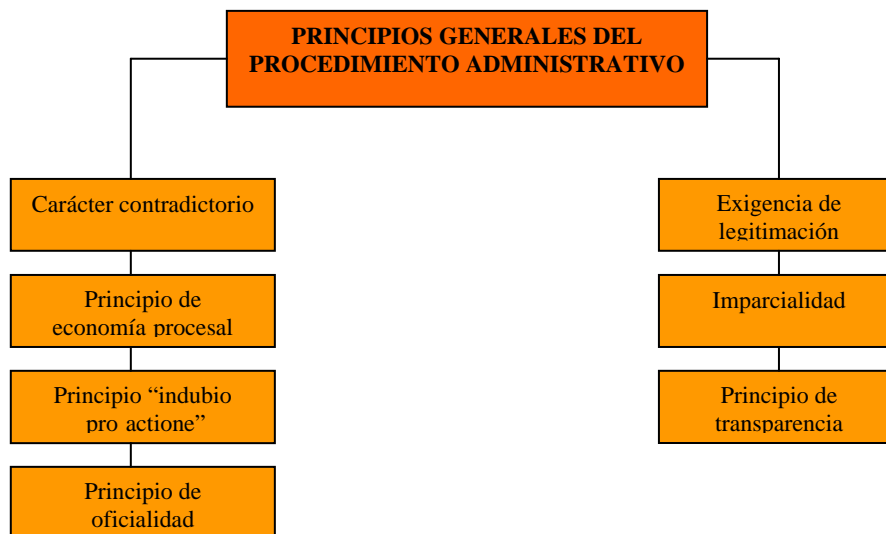 PRINCIPIOS GENERALES DEL
PROCEDIMIENTO ADMINISTRATIVO
Carácter contradictorio
Principio de
economía procesal
Principio “indubio
pro actione”
Principio de
oficialidad
Exigencia de
legitimación
Imparcialidad
Principio de
transparencia